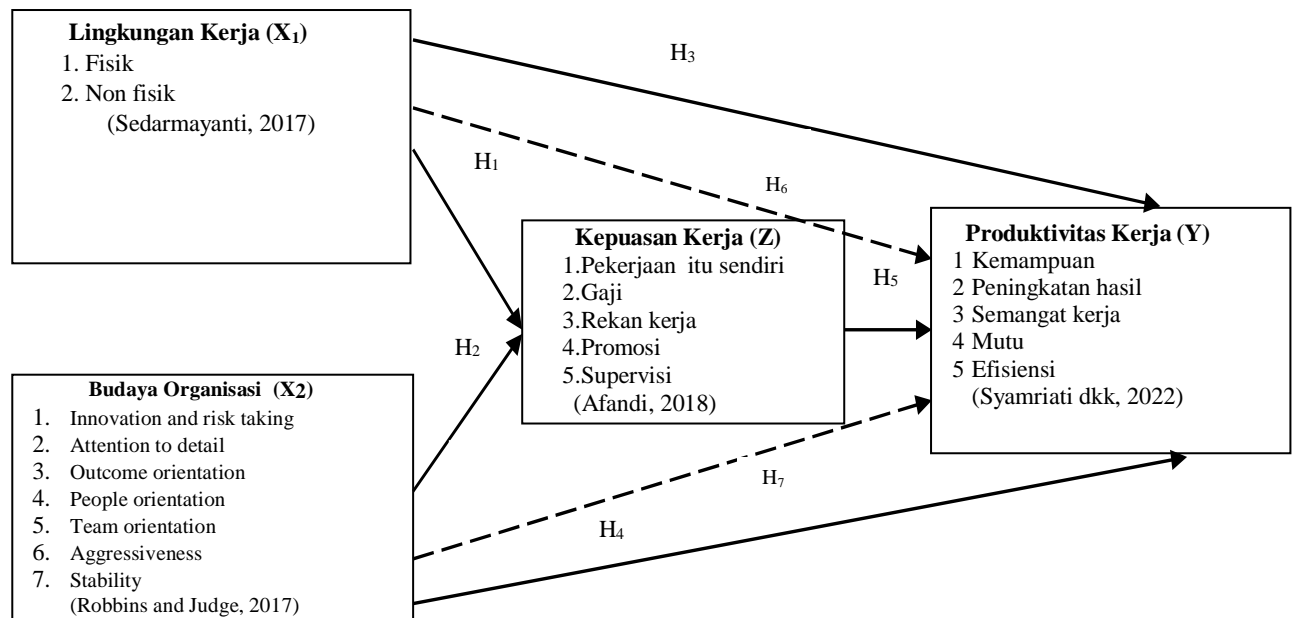 Lingkungan Kerja (X₁)
1. Fisik
2. Non fisik
(Sedarmayanti, 2017)
H₃
H₁
H₆
Kepuasan Kerja (Z)
1.Pekerjaan itu sendiri
2.Gaji
3.Rekan kerja
4.Promosi
5.Supervisi
(Afandi, 2018)
H₅
Produktivitas Kerja (Y)
1 Kemampuan
2 Peningkatan hasil
3 Semangat kerja
4 Mutu
5 Efisiensi
(Syamriati dkk, 2022)
H₂
Budaya Organisasi (X2)
1. Innovation and risk taking
2. Attention to detail
3. Outcome orientation
4. People orientation
5. Team orientation
6. Aggressiveness
7. Stability
(Robbins and Judge, 2017)
H₇
H₄